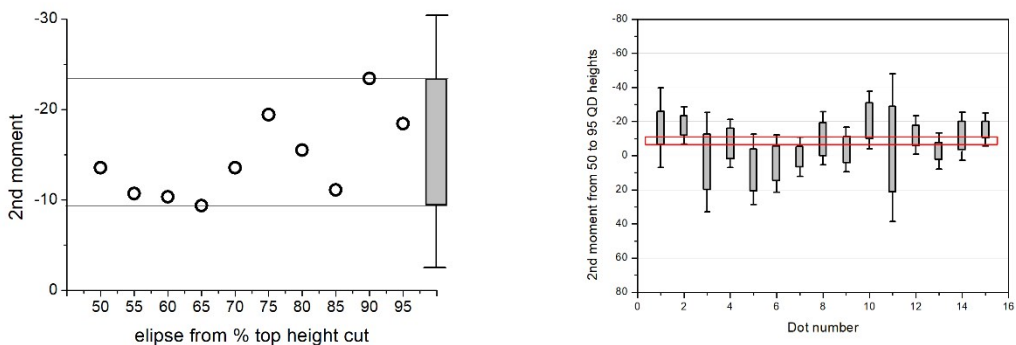 -30
-20
-10
0
2nd moment
50 55 60 65 70 75 80 85 90 95
elipse from % top height cut
-80
-60
-40
-20
0
20
40
60
80
2nd moment from 50 to 95 QD heights
0 2 4 6 8 10 12 14 16
Dot number